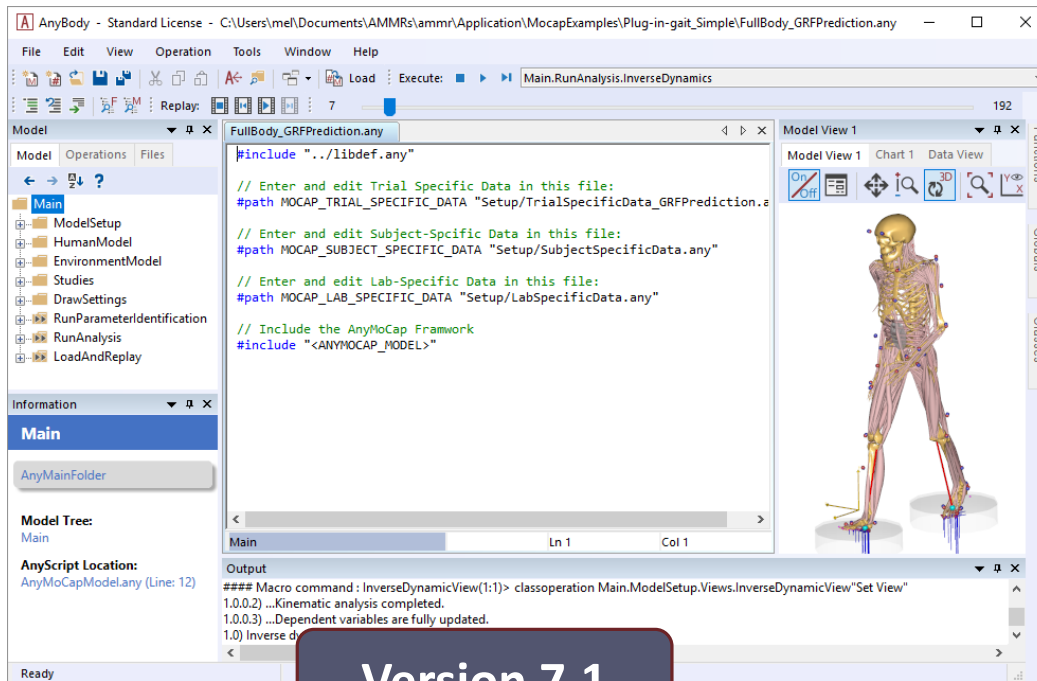 AnyBody - Standard License - C:\Users\mel\Documents\AMMRs\ammr\Application\MocapExamples\Plug-in-gait_Simple\FullBody_GRFPrediction.any
File Edit View Operation Tools Window Help
Load Execute: Main.RunAnalysis.InverseDynamics
Replay: 7 192
Model
Model Operations Files
Main
ModelSetup
HumanModel
EnvironmentModel
Studies
DrawSettings
RunParameterIdentification
RunAnalysis
LoadAndReplay
Information
Main
AnyMainFolder
Model Tree:
Main
AnyScript Location:
AnyMoCapModel.any (Line: 12)
FullBody_GRFPrediction.any
#include "../libdef.any"
// Enter and edit Trial Specific Data in this file:
#path MOCAP_TRIAL_SPECIFIC_DATA "Setup/TrialSpecificData_GRFPrediction.a
// Enter and edit Subject-Spcific Data in this file:
#path MOCAP_SUBJECT_SPECIFIC_DATA "Setup/SubjectSpecificData.any"
// Enter and edit Lab-Specific Data in this file:
#path MOCAP_LAB_SPECIFIC_DATA "Setup/LabSpecificData.any"
// Include the AnyMoCap Framwork
#include "<ANYMOCAP_MODEL>"
Main Ln 1 Col 1
Model View 1
Model View 1 Chart 1 Data View
On/Off 3D Y X
Output
#### Macro command : InverseDynamicView(1:1)> classoperation Main.ModelSetup.Views.InverseDynamicView"Set View"
1.0.0.2) ...Kinematic analysis completed.
1.0.0.3) ...Dependent variables are fully updated.
1.0) Inverse
Version 7.1
Ready